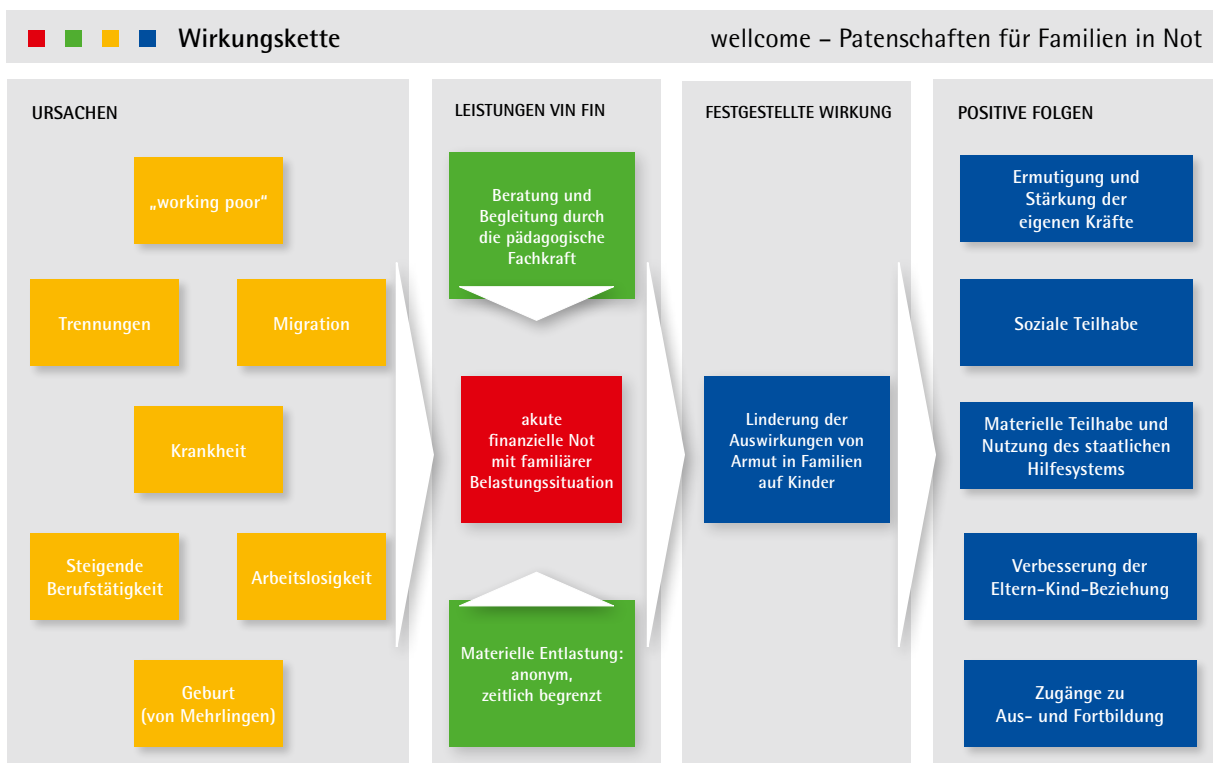 Wirkungskette
wellcome – Patenschaften für Familien in Not
URSACHEN
„working poor“
Trennungen
Migration
Krankheit
Steigende
Berufstätigkeit
Arbeitslosigkeit
Geburt
(von Mehrlingen)
LEISTUNGEN VIN FIN
Beratung und
Begleitung durch
die pädagogische
Fachkraft
akute
finanzielle Not
mit familiärer
Belastungssituation
Materielle Entlastung:
anonym,
zeitlich begrenzt
FESTGESTELLTE WIRKUNG
Linderung der
Auswirkungen von
Armut in Familien
auf Kinder
POSITIVE FOLGEN
Ermutigung und
Stärkung der
eigenen Kräfte
Soziale Teilhabe
Materielle Teilhabe und
Nutzung des staatlichen
Hilfesystems
Verbesserung der
Eltern-Kind-Beziehung
Zugänge zu
Aus- und Fortbildung